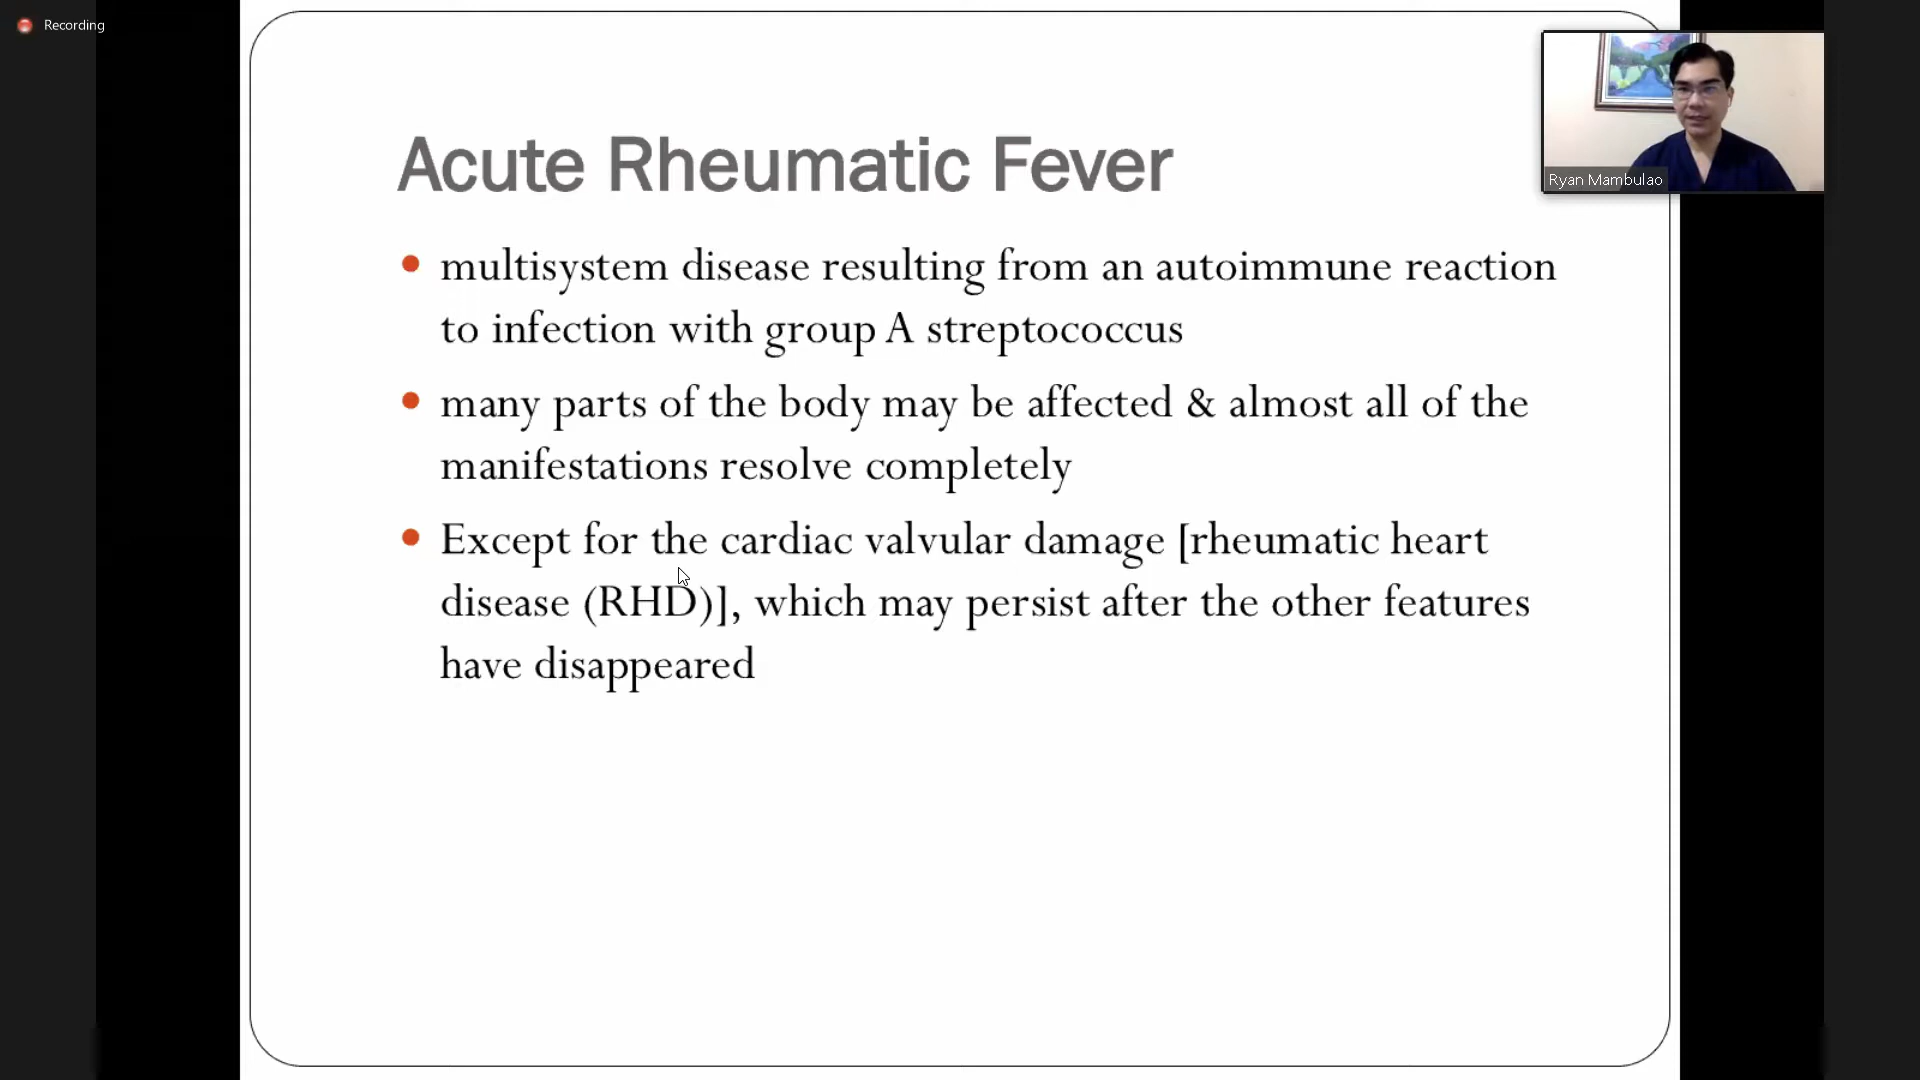 Recording
Ryan Mambulao
Acute Rheumatic Fever
• multisystem disease resulting from an autoimmune reaction
to infection with group A streptococcus
• many parts of the body may be affected & almost all of the
manifestations resolve completely
• Except for the cardiac valvular damage [rheumatic heart
disease (RHD)], which may persist after the other features
have disappeared